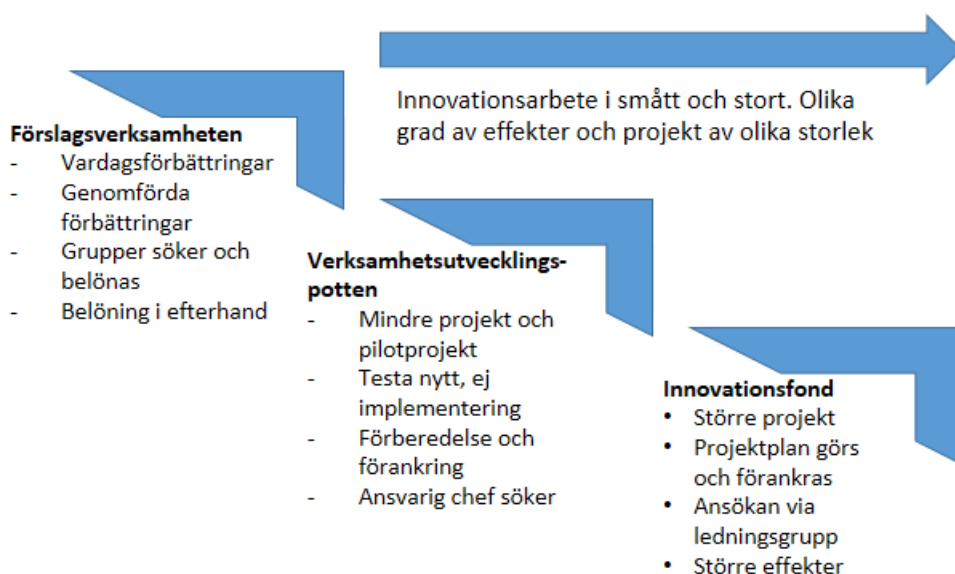 Innovationsarbete i smått och stort. Olika
grad av effekter och projekt av olika storlek
Förslagsverksamheten
- Vardagsförbättringar
- Genomförda
förbättringar
- Grupper söker och
belönas
- Belöning i efterhand
Verksamhetsutvecklings-
potten
- Mindre projekt och
pilotprojekt
- Testa nytt, ej
implementering
- Förberedelse och
förankring
- Ansvarig chef söker
Innovationsfond
• Större projekt
• Projektplan görs
och förankras
• Ansökan via
ledningsgrupp
• Större effekter